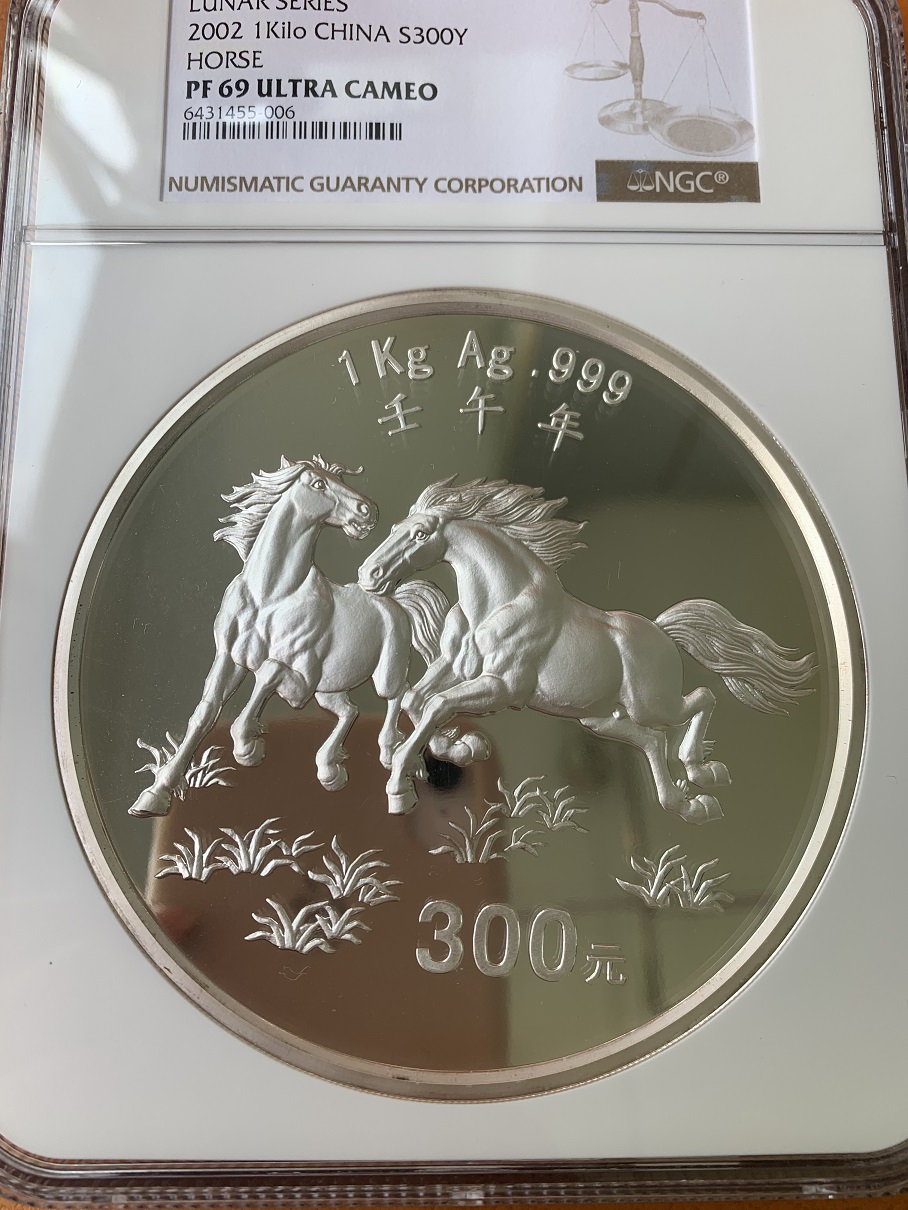 LUNAR SERIES
2002 1Kilo CHINA S300Y
HORSE
PF 69 ULTRA CAMEO
6431455-006
NUMISMATIC GUARANTY CORPORATION
NGC®
1Kg Ag .999
壬午年
300元